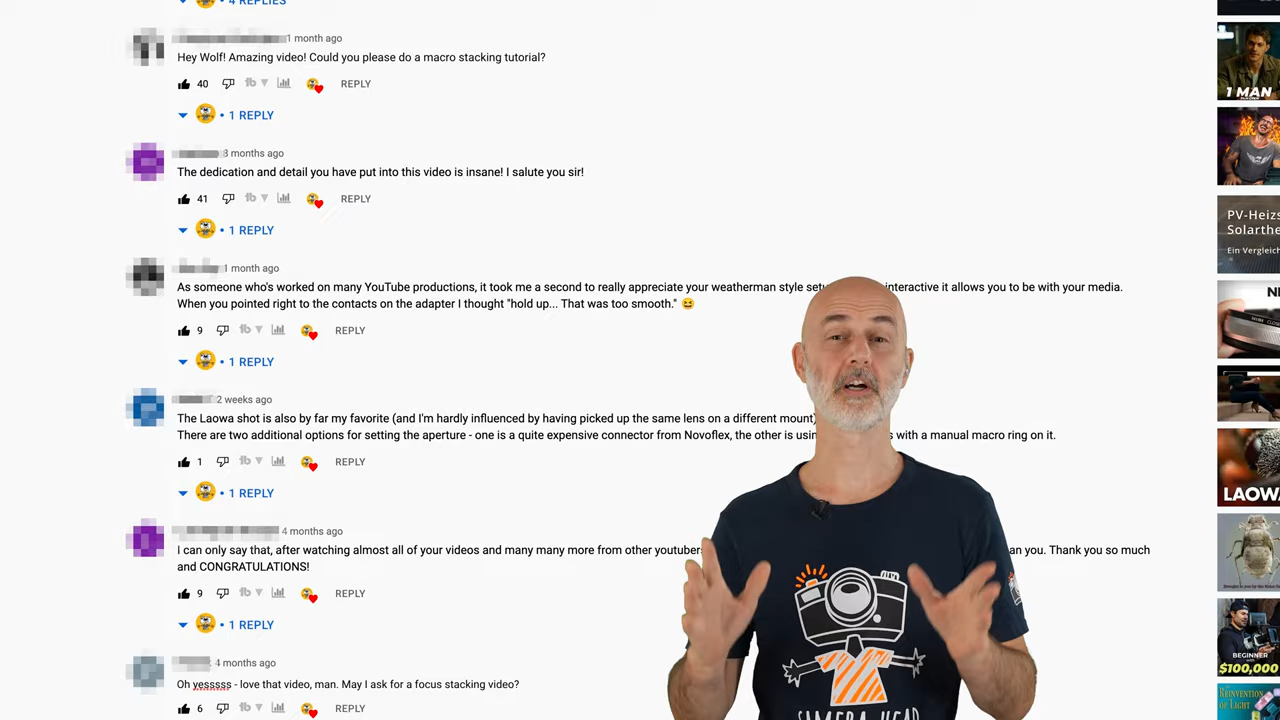 4 REPLIES
1 month ago
Hey Wolf! Amazing video! Could you please do a macro stacking tutorial?
40 REPLY
1 REPLY
3 months ago
The dedication and detail you have put into this video is insane! I salute you sir!
41 REPLY
1 REPLY
1 month ago
As someone who's worked on many YouTube productions, it took me a second to really appreciate your weatherman style interactive it allows you to be with your media.
When you pointed right to the contacts on the adapter I thought "hold up... That was too smooth." 😆
9 REPLY
1 REPLY
2 weeks ago
The Laowa shot is also by far my favorite (and I'm hardly influenced by having picked up the same lens on a different mount)
There are two additional options for setting the aperture - one is a quite expensive connector from Novoflex, the other is with a manual macro ring on it.
1 REPLY
1 REPLY
4 months ago
I can only say that, after watching almost all of your videos and many many more from other you. Thank you so much
and CONGRATULATIONS!
9 REPLY
1 REPLY
4 months ago
Oh yesssss - love that video, man. May I ask for a focus stacking video?
6 REPLY
1 MAN
PV-Heizs
Solarthe
Ein Vergleich
LAOWA
BEGINNER
$100,000
REINVENTION
OF LIGHT
CAMERA HEAD